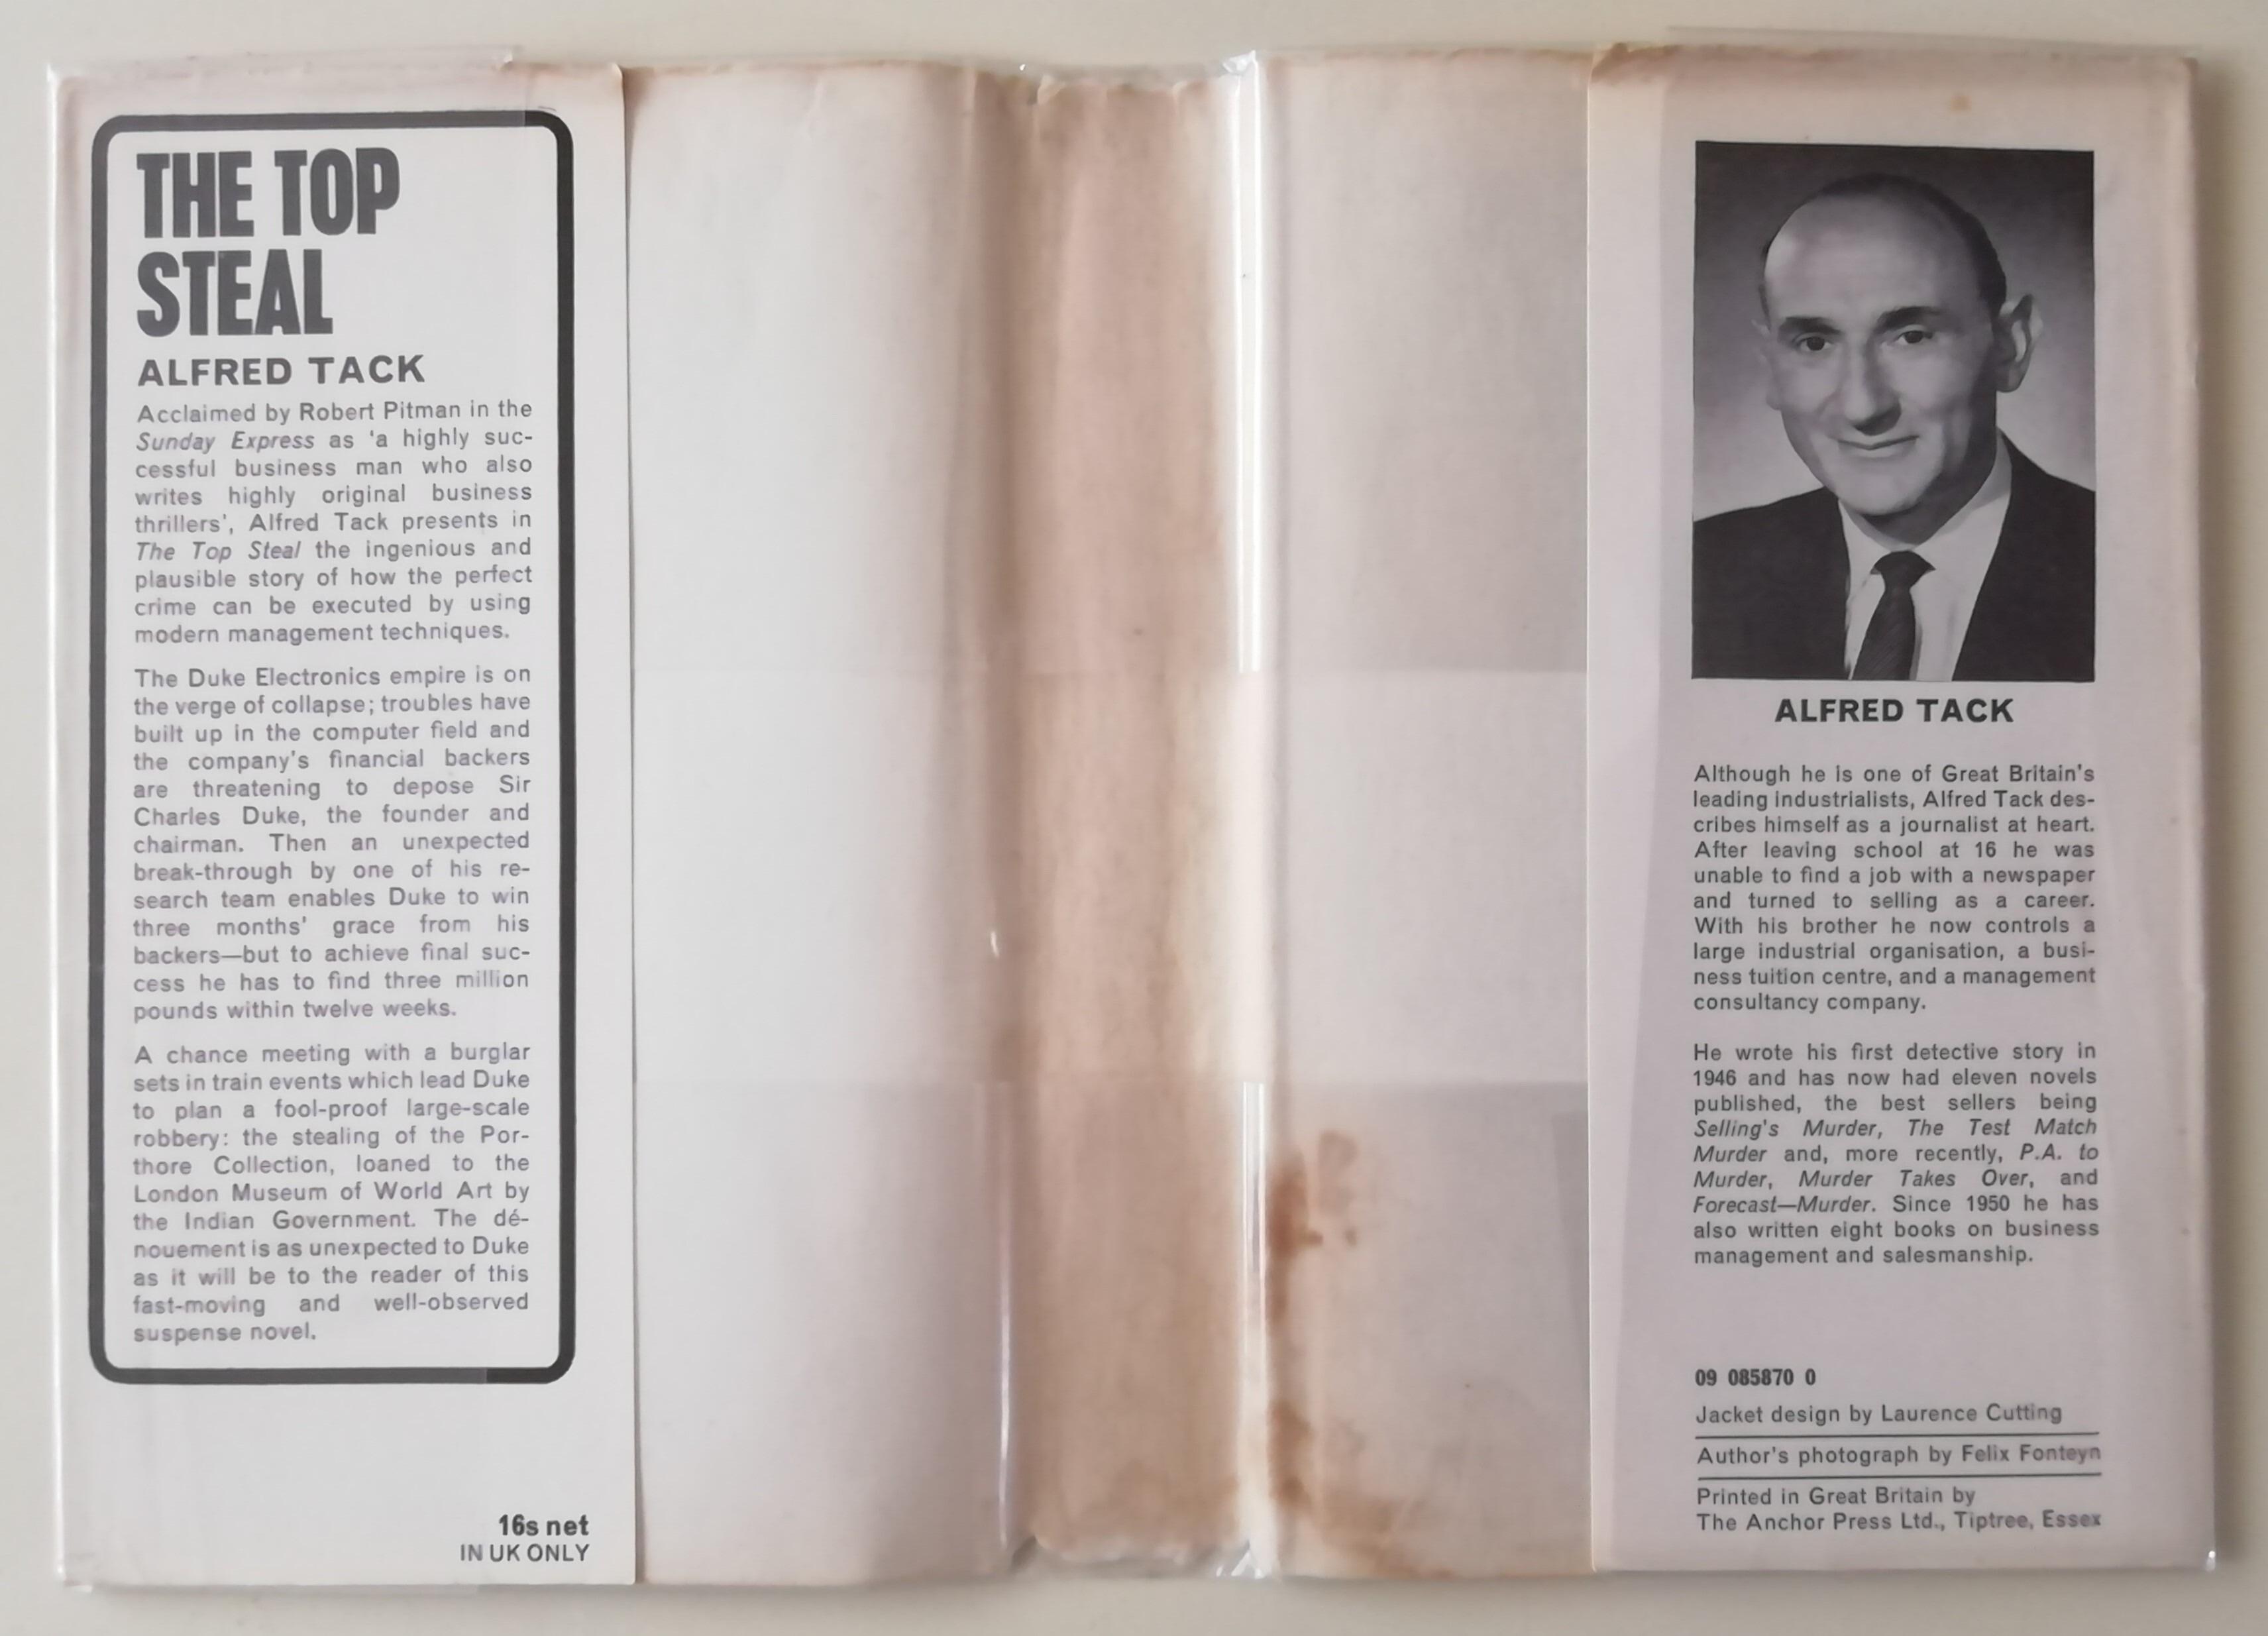 THE TOP
STEAL
ALFRED TACK
Acclaimed by Robert Pitman in the
Sunday Express as 'a highly suc-
cessful business man who also
writes highly original business
thrillers', Alfred Tack presents in
The Top Steal the ingenious and
plausible story of how the perfect
crime can be executed by using
modern management techniques.
The Duke Electronics empire is on
the verge of collapse; troubles have
built up in the computer field and
the company's financial backers
are threatening to depose Sir
Charles Duke, the founder and
chairman. Then an unexpected
break-through by one of his re-
search team enables Duke to win
three months' grace from his
backers—but to achieve final suc-
cess he has to find three million
pounds within twelve weeks.
A chance meeting with a burglar
sets in train events which lead Duke
to plan a fool-proof large-scale
robbery: the stealing of the Por-
thore Collection, loaned to the
London Museum of World Art by
the Indian Government. The dé-
nouement is as unexpected to Duke
as it will be to the reader of this
fast-moving and well-observed
suspense novel.
16s net
IN UK ONLY
ALFRED TACK
Although he is one of Great Britain's
leading industrialists, Alfred Tack des-
cribes himself as a journalist at heart.
After leaving school at 16 he was
unable to find a job with a newspaper
and turned to selling as a career.
With his brother he now controls a
large industrial organisation, a busi-
ness tuition centre, and a management
consultancy company.
He wrote his first detective story in
1946 and has now had eleven novels
published, the best sellers being
Selling's Murder, The Test Match
Murder and, more recently, P.A. to
Murder, Murder Takes Over, and
Forecast—Murder. Since 1950 he has
also written eight books on business
management and salesmanship.
09 085870 0
Jacket design by Laurence Cutting
Author's photograph by Felix Fonteyn
Printed in Great Britain by
The Anchor Press Ltd., Tiptree, Essex